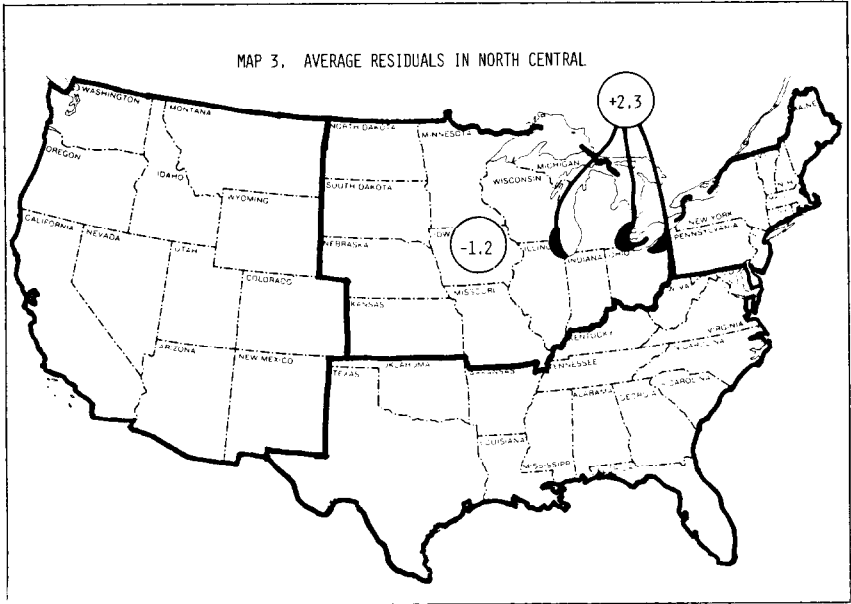 MAP 3. AVERAGE RESIDUALS IN NORTH CENTRAL
+2.3
WASHINGTON
MONTANA
NORTH DAKOTA
MINNESOTA
OREGON
IDAHO
MICHIGAN
WISCONSIN
SOUTH DAKOTA
WYOMING
NEW YORK
CALIFORNIA
NEVADA
PENNSYLVANIA
NEBRASKA
-1.2
UTAH
INDIANA
OHIO
COLORADO
MISSOURI
KANSAS
VIRGINIA
KENTUCKY
ARIZONA
NEW MEXICO
TENNESSEE
TEXAS
OKLAHOMA
ALABAMA
GEORGIA
LOUISIANA
MISSISSIPPI